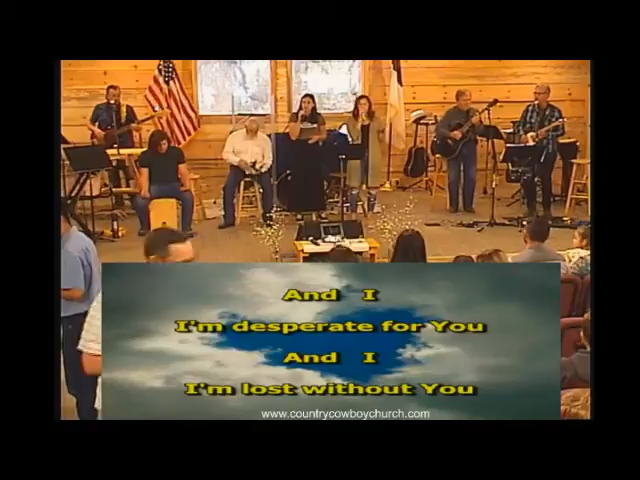 And I
I'm desperate for You
And I
I'm lost without You
www.countrycowboychurch.com